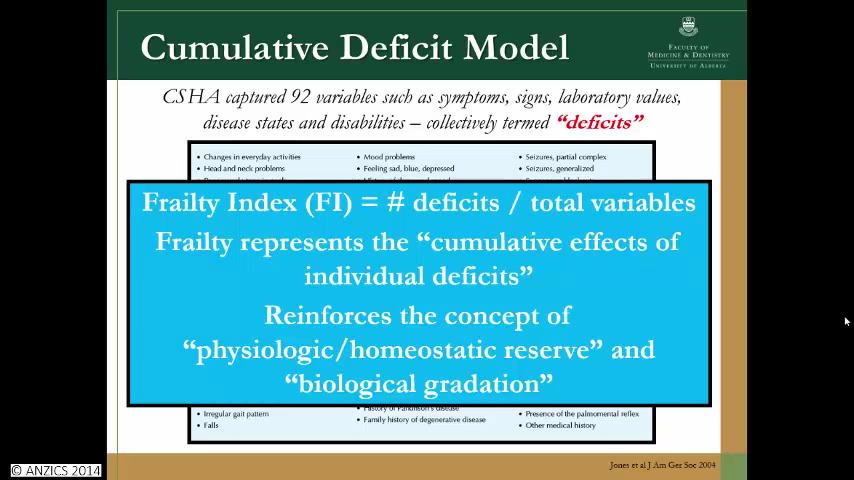 Cumulative Deficit Model
FACULTY OF
MEDICINE & DENTISTRY
UNIVERSITY OF ALBERTA
CSHA captured 92 variables such as symptoms, signs, laboratory values,
disease states and disabilities – collectively termed “deficits”
• Changes in everyday activities
• Head and neck problems
• Mood problems
• Feeling sad, blue, depressed
• Seizures, partial complex
• Seizures, generalized
Frailty Index (FI) = # deficits / total variables
Frailty represents the “cumulative effects of
individual deficits”
Reinforces the concept of
“physiologic/homeostatic reserve” and
“biological gradation”
• Irregular gait pattern
• Falls
• History of Parkinson's disease
• Family history of degenerative disease
• Presence of the palmomental reflex
• Other medical history
Jones et al J Am Ger Soc 2004
© ANZICS 2014